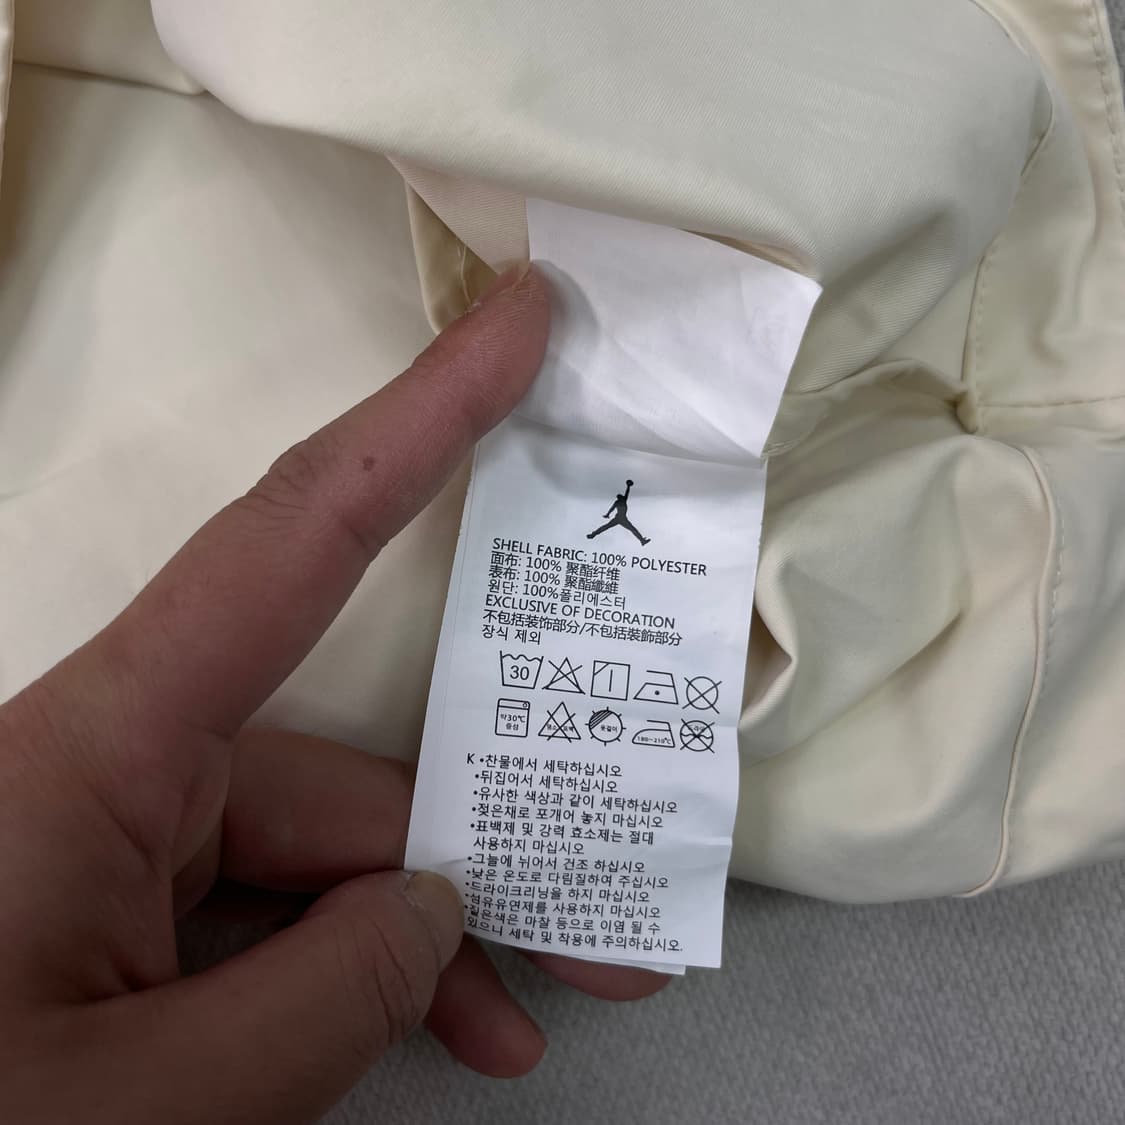 SHELL FABRIC: 100% POLYESTER
面布: 100% 聚酯纤维
表布: 100% 聚酯纖維
원단: 100%폴리에스터
EXCLUSIVE OF DECORATION
不包括装饰部分/不包括裝飾部分
장식 제외
30
약30℃
중성
옷걸이
180~210℃
K •찬물에서 세탁하십시오
•뒤집어서 세탁하십시오
•유사한 색상과 같이 세탁하십시오
•젖은채로 포개어 놓지 마십시오
•표백제 및 강력 효소제는 절대
사용하지 마십시오
•그늘에 뉘어서 건조 하십시오
•낮은 온도로 다림질하여 주십시오
•드라이크리닝을 하지 마십시오
•섬유유연제를 사용하지 마십시오
•짙은색은 마찰 등으로 이염 될 수
있으니 세탁 및 착용에 주의하십시오.